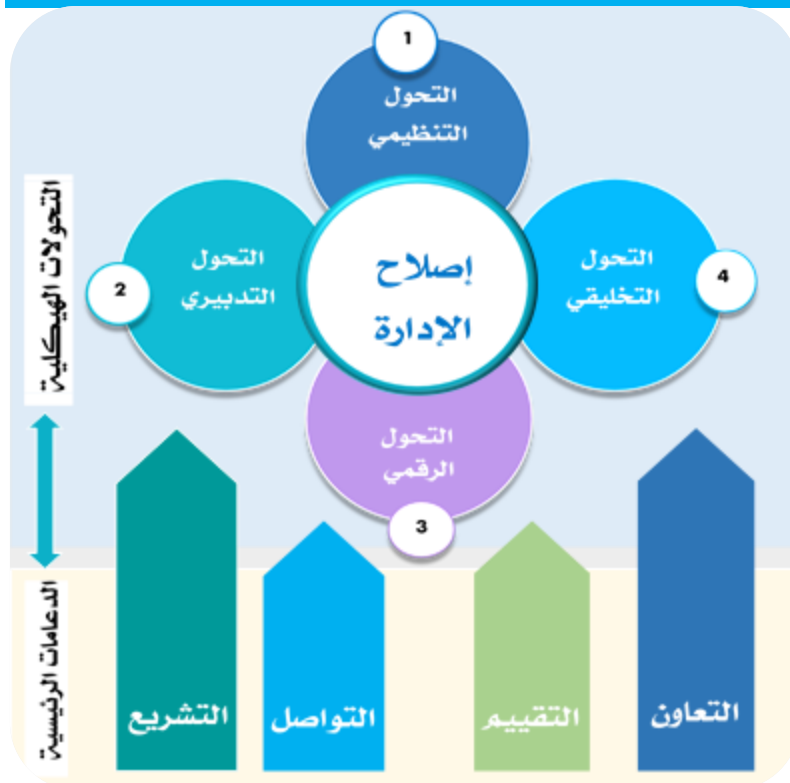 1
التحول
التنظيمي
التحولات الهيكلية
إصلاح
الإدارة
4
التحول
التخليقي
2
التحول
التدبيري
التحول
الرقمي
3
الدعامات الرئيسية
التعاون
التقييم
التواصل
التشريع